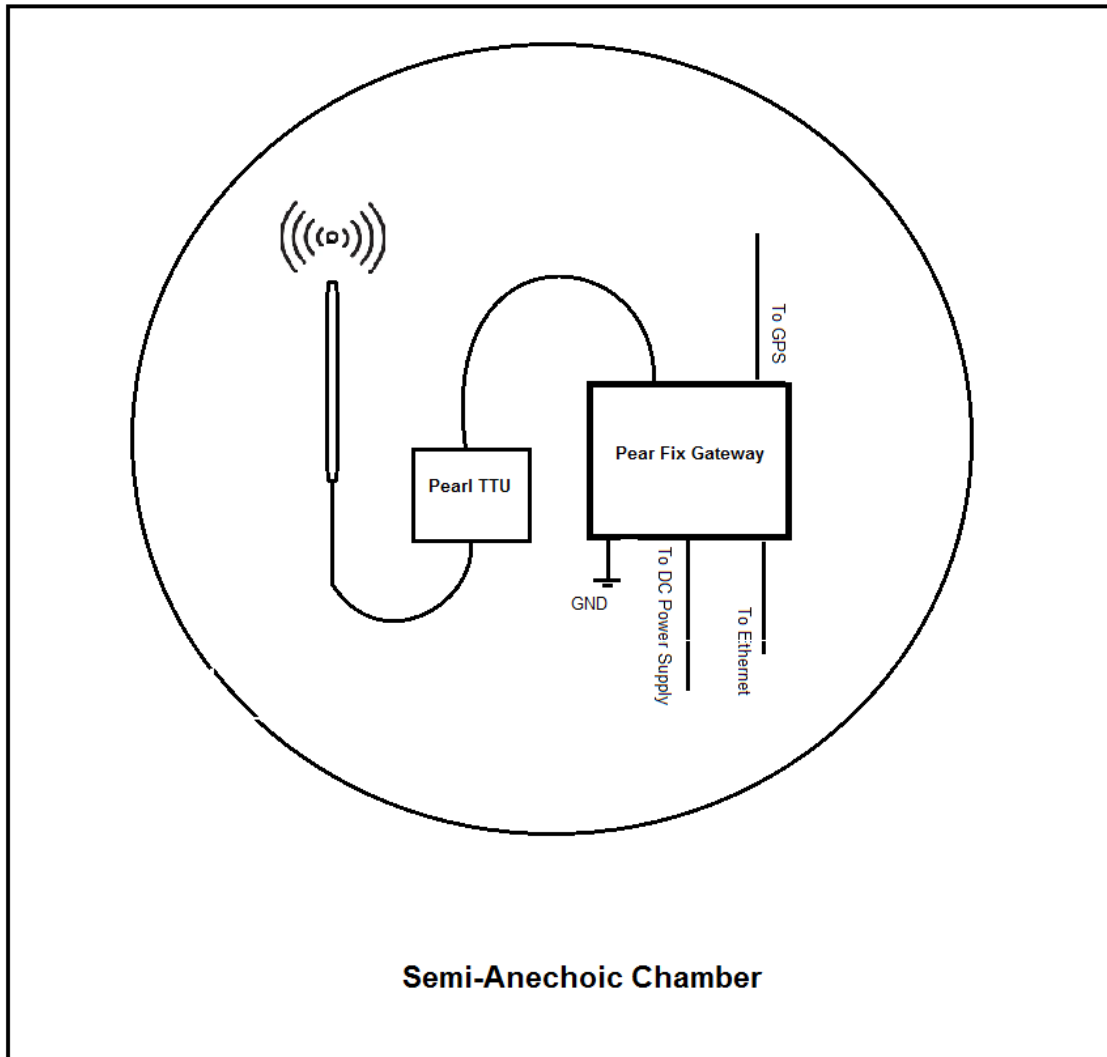 To GPS
Pear Fix Gateway
Pearl TTU
GND
To DC Power Supply
To Ethernet
Semi-Anechoic Chamber